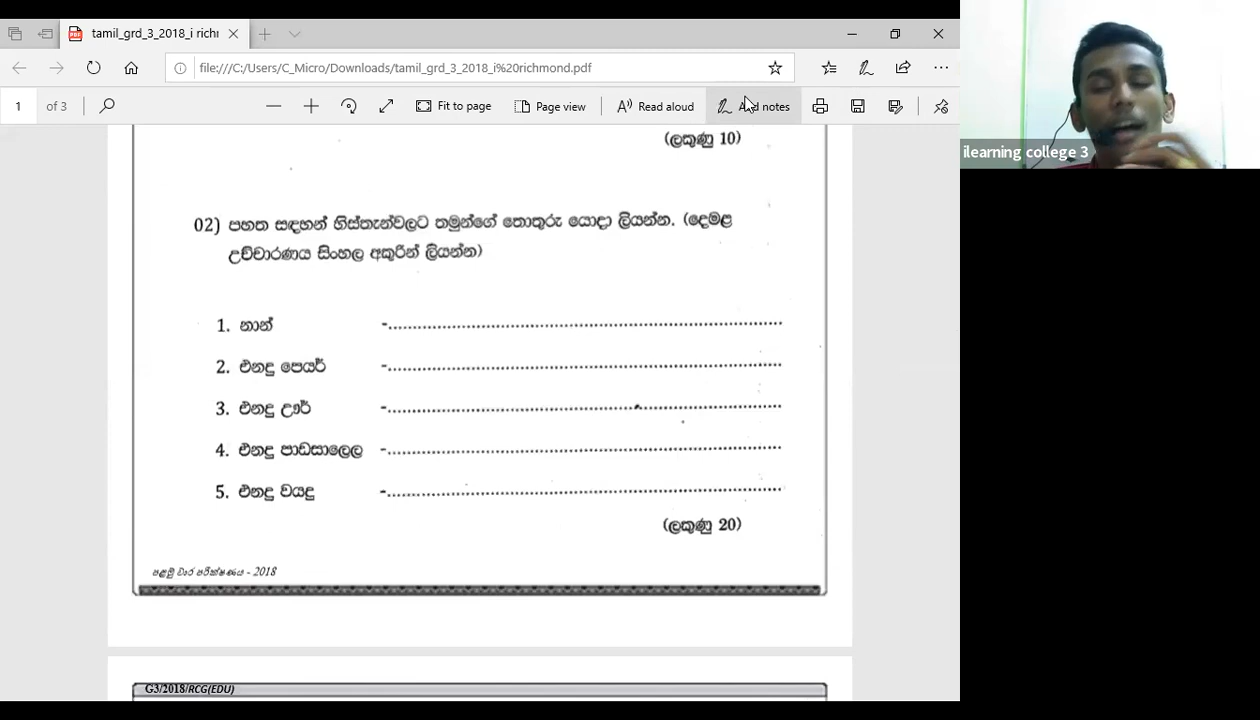 tamil_grd_3_2018_i richr
file:///C:/Users/C_Micro/Downloads/tamil_grd_3_2018_i%20richmond.pdf
1 of 3
Fit to page
Page view
Read aloud
Add notes
ilearning college 3
(ලකුණු 10)
02) පහත සඳහන් හිස්තැන්වලට තමුන්ගේ තොතුරු යොදා ලියන්න. (දෙමළ
උච්චාරණය සිංහල අකුරින් ලියන්න)
1. නාන් -........................................
2. එනදු පෙයර් -........................................
3. එනදු ඌර් -........................................
4. එනදු පාඩසාලෙල -........................................
5. එනදු වයදු -........................................
(ලකුණු 20)
පළමු වාර පරීක්ෂණය - 2018
G3/2018/RCG(EDU)